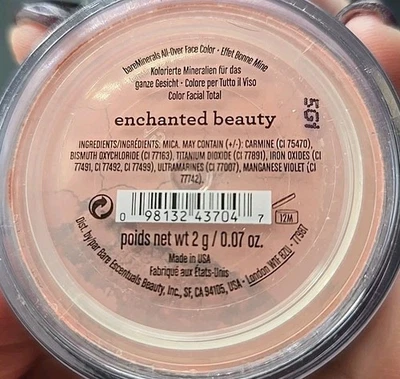 bareMinerals All-Over Face Color • Effet Bonne Mine
Kolorierte Mineralien für das
ganze Gesicht • Colore per Tutto il Viso
Color Facial Total
enchanted beauty
INGREDIENTS/INGRÉDIENTS: MICA. MAY CONTAIN (+/-): CARMINE (CI 75470),
BISMUTH OXYCHLORIDE (CI 77163), TITANIUM DIOXIDE (CI 77891), IRON OXIDES (CI
77491, CI 77492, CI 77499), ULTRAMARINES (CI 77007), MANGANESE VIOLET (CI
77742).
0 98132 43704 7
12M
poids net wt 2 g / 0.07 oz.
Made in USA
Fabriqué aux États-Unis
Dist. by/par Bare Escentuals Beauty, Inc., SF, CA 94105, USA • London W1F 8ZQ • 77967